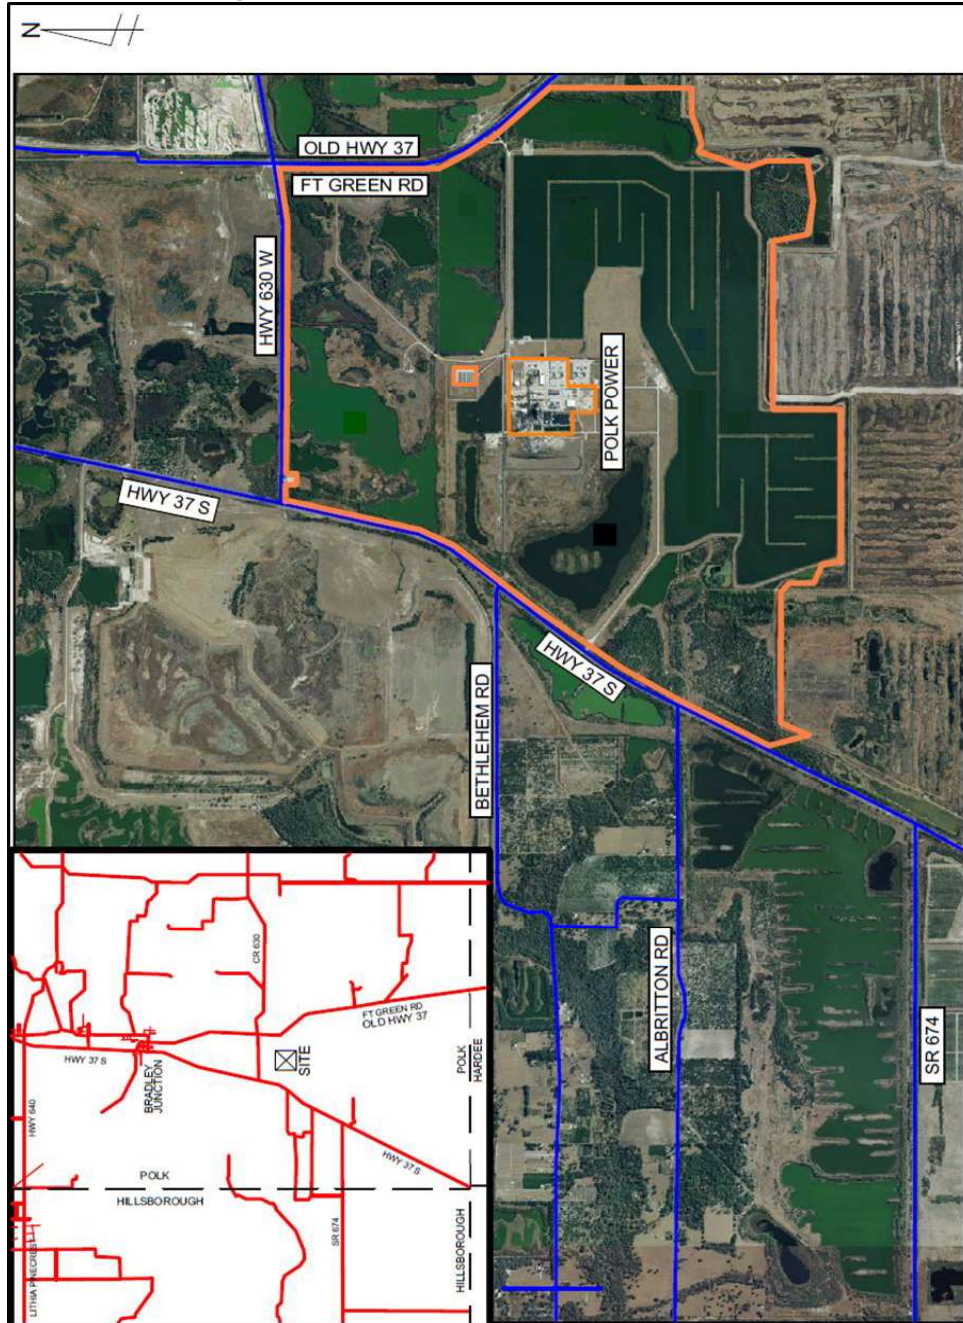 N
OLD HWY 37
FT GREEN RD
HWY 630 W
POLK POWER
HWY 37 S
HWY 37 S
BETHLEHEM RD
ALBRITTON RD
SR 674
CR 630
FT GREEN RD
OLD HWY 37
HWY 37 S
BRADLEY
JUNCTION
SITE
POLK
HARDEE
HWY 640
HWY 37 S
POLK
HILLSBOROUGH
SR 674
HILLSBOROUGH
LITHIA PINECREST